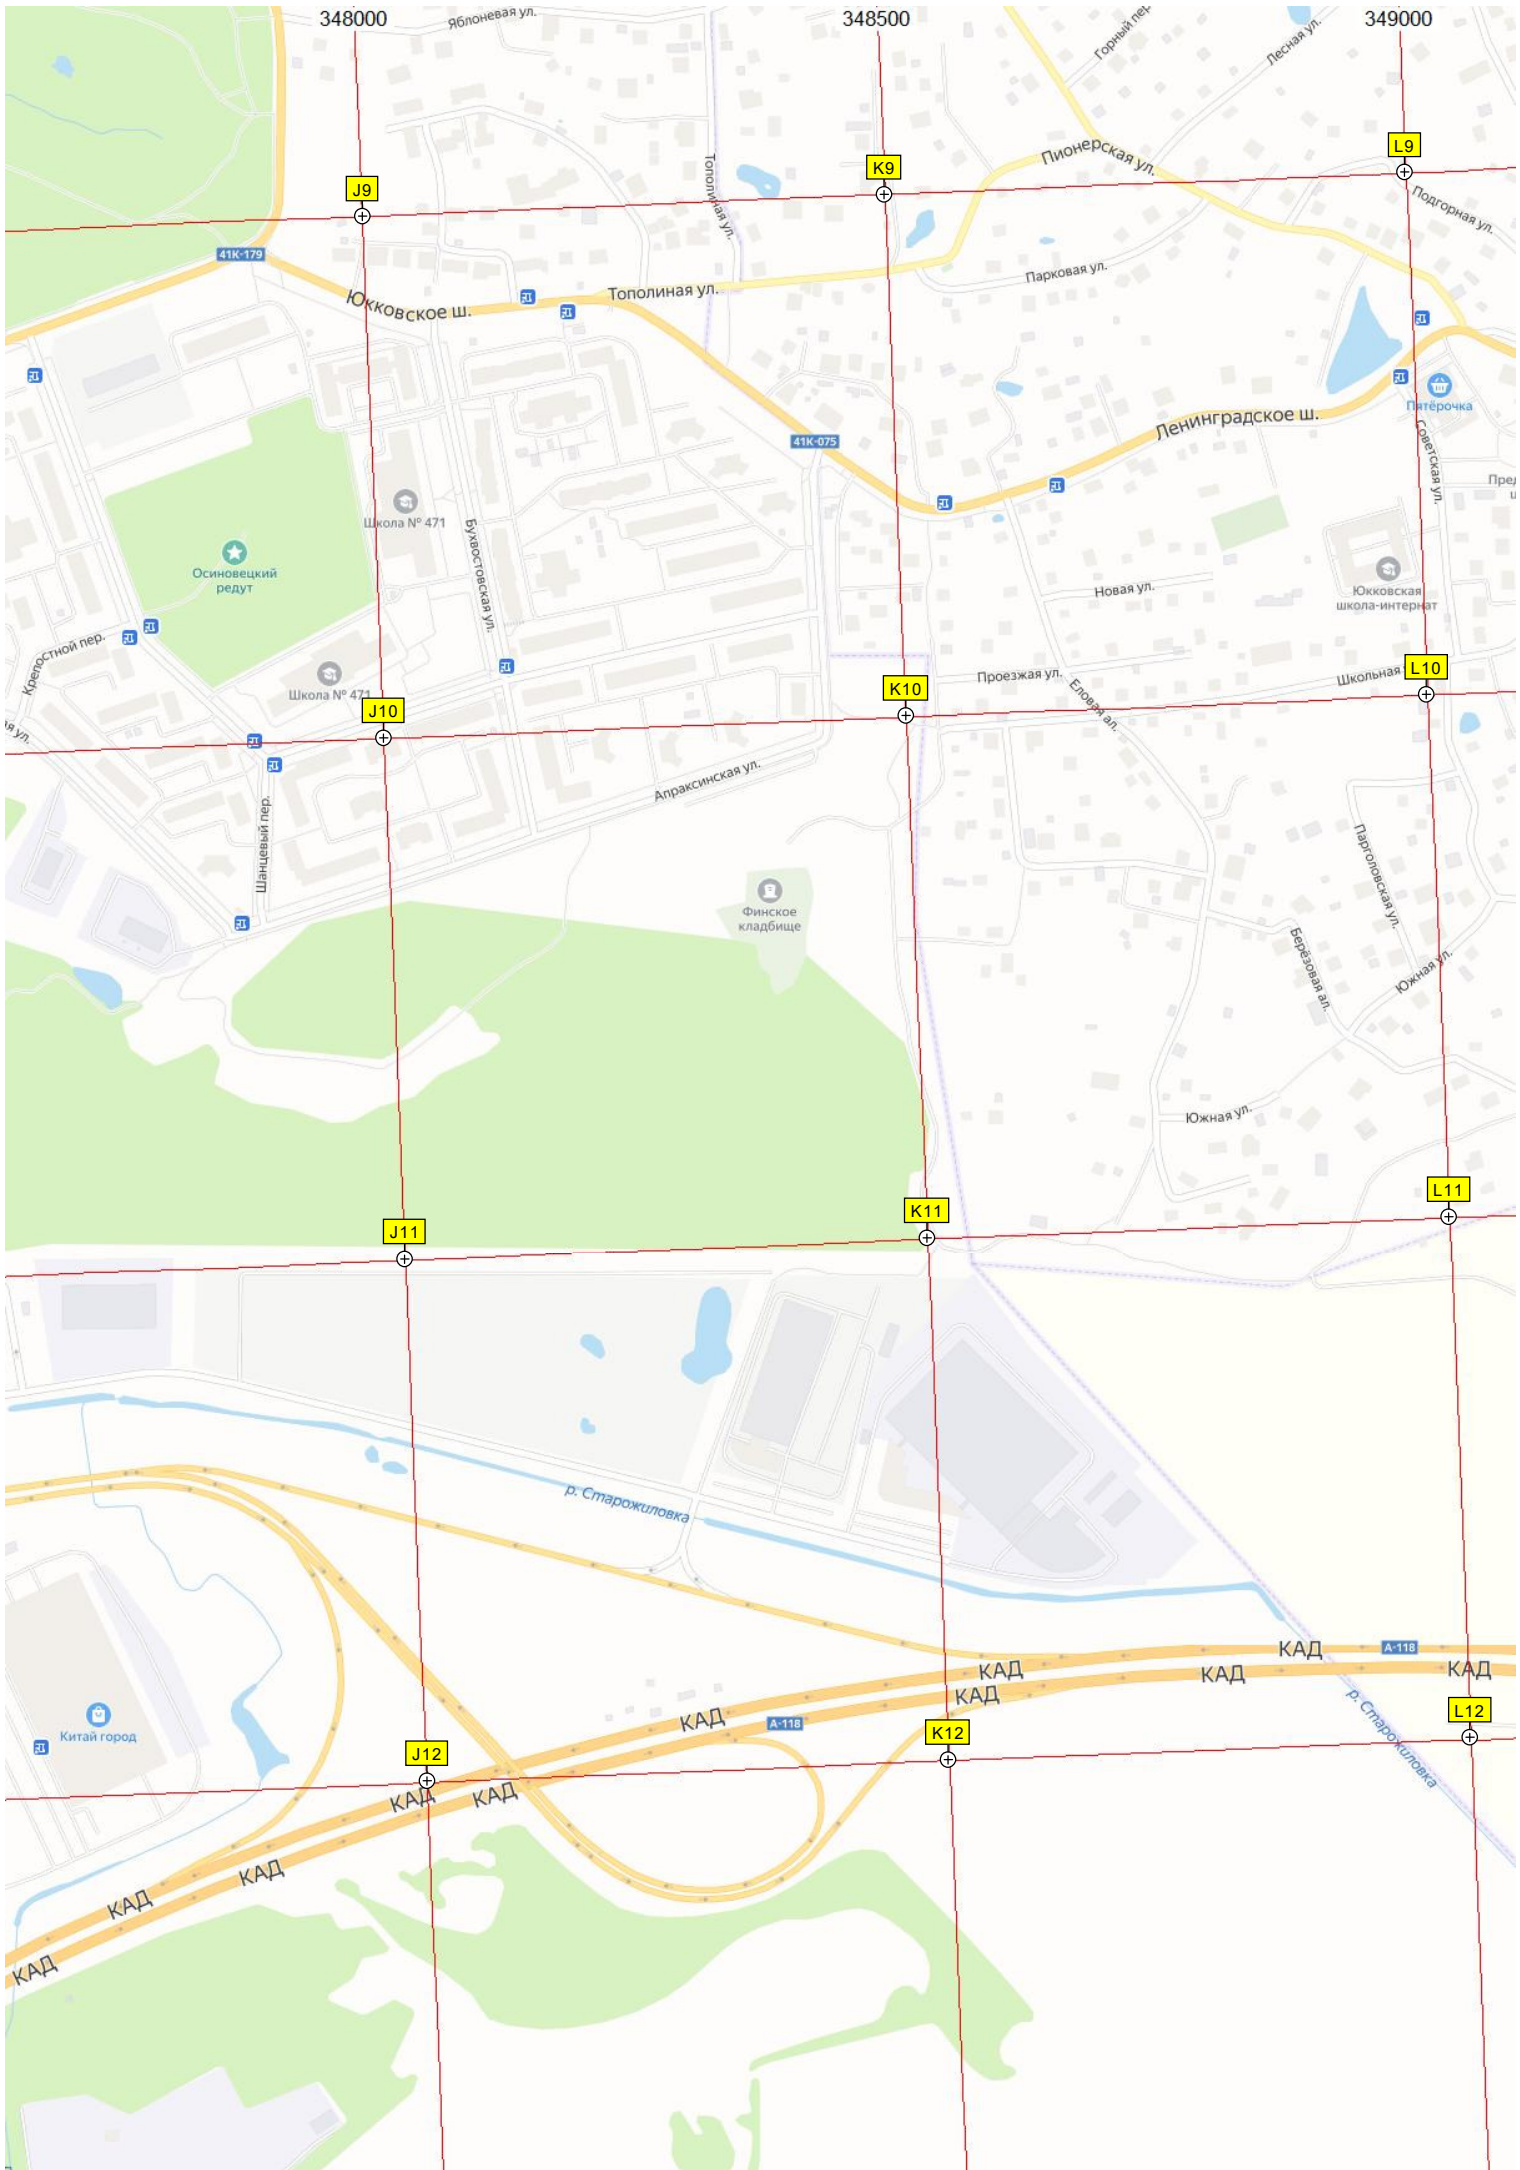 348000
348500
349000
Яблоневая ул.
Горный пер.
Лесная ул.
Пионерская ул.
L9
K9
J9
Тополиная ул.
Подгорная ул.
41К-179
Парковая ул.
Тополиная ул.
Юкковское ш.
Пятёрочка
Ленинградское ш.
41К-075
Советская ул.
Школа № 471
Осиновецкий
редут
Бухвостовская ул.
Новая ул.
Юкковская
школа-интернат
Крепостной пер.
Школа № 471
Проезжая ул.
Школьная
L10
K10
J10
Еловая ал.
Апраксинская ул.
Шанцевый пер.
Парголовская ул.
Финское
кладбище
Берёзовая ал.
Южная ул.
Южная ул.
L11
K11
J11
р. Старожиловка
КАД
А-118
КАД
КАД
КАД
КАД
КАД
А-118
р. Старожиловка
L12
K12
J12
Китай город
КАД
КАД
КАД
КАД
КАД